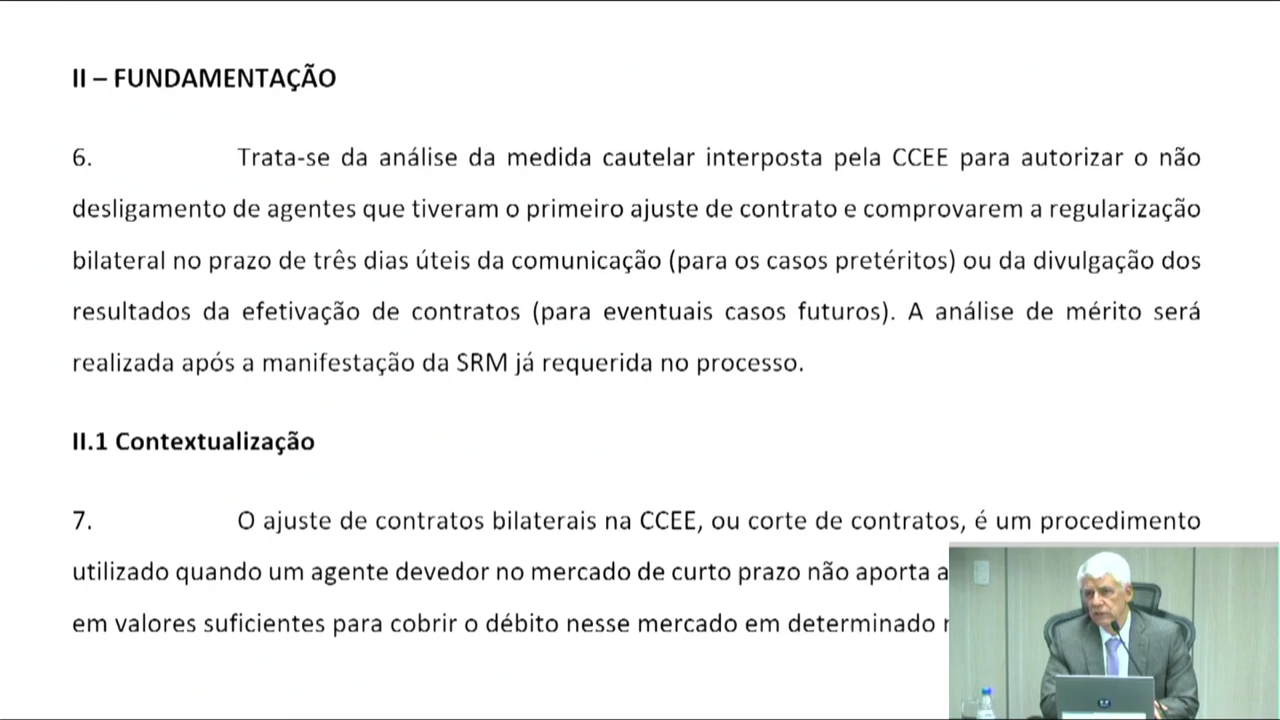 II – FUNDAMENTAÇÃO
6. Trata-se da análise da medida cautelar interposta pela CCEE para autorizar o não
desligamento de agentes que tiveram o primeiro ajuste de contrato e comprovarem a regularização
bilateral no prazo de três dias úteis da comunicação (para os casos pretéritos) ou da divulgação dos
resultados da efetivação de contratos (para eventuais casos futuros). A análise de mérito será
realizada após a manifestação da SRM já requerida no processo.
II.1 Contextualização
7. O ajuste de contratos bilaterais na CCEE, ou corte de contratos, é um procedimento
utilizado quando um agente devedor no mercado de curto prazo não aporta
em valores suficientes para cobrir o débito nesse mercado em determinado